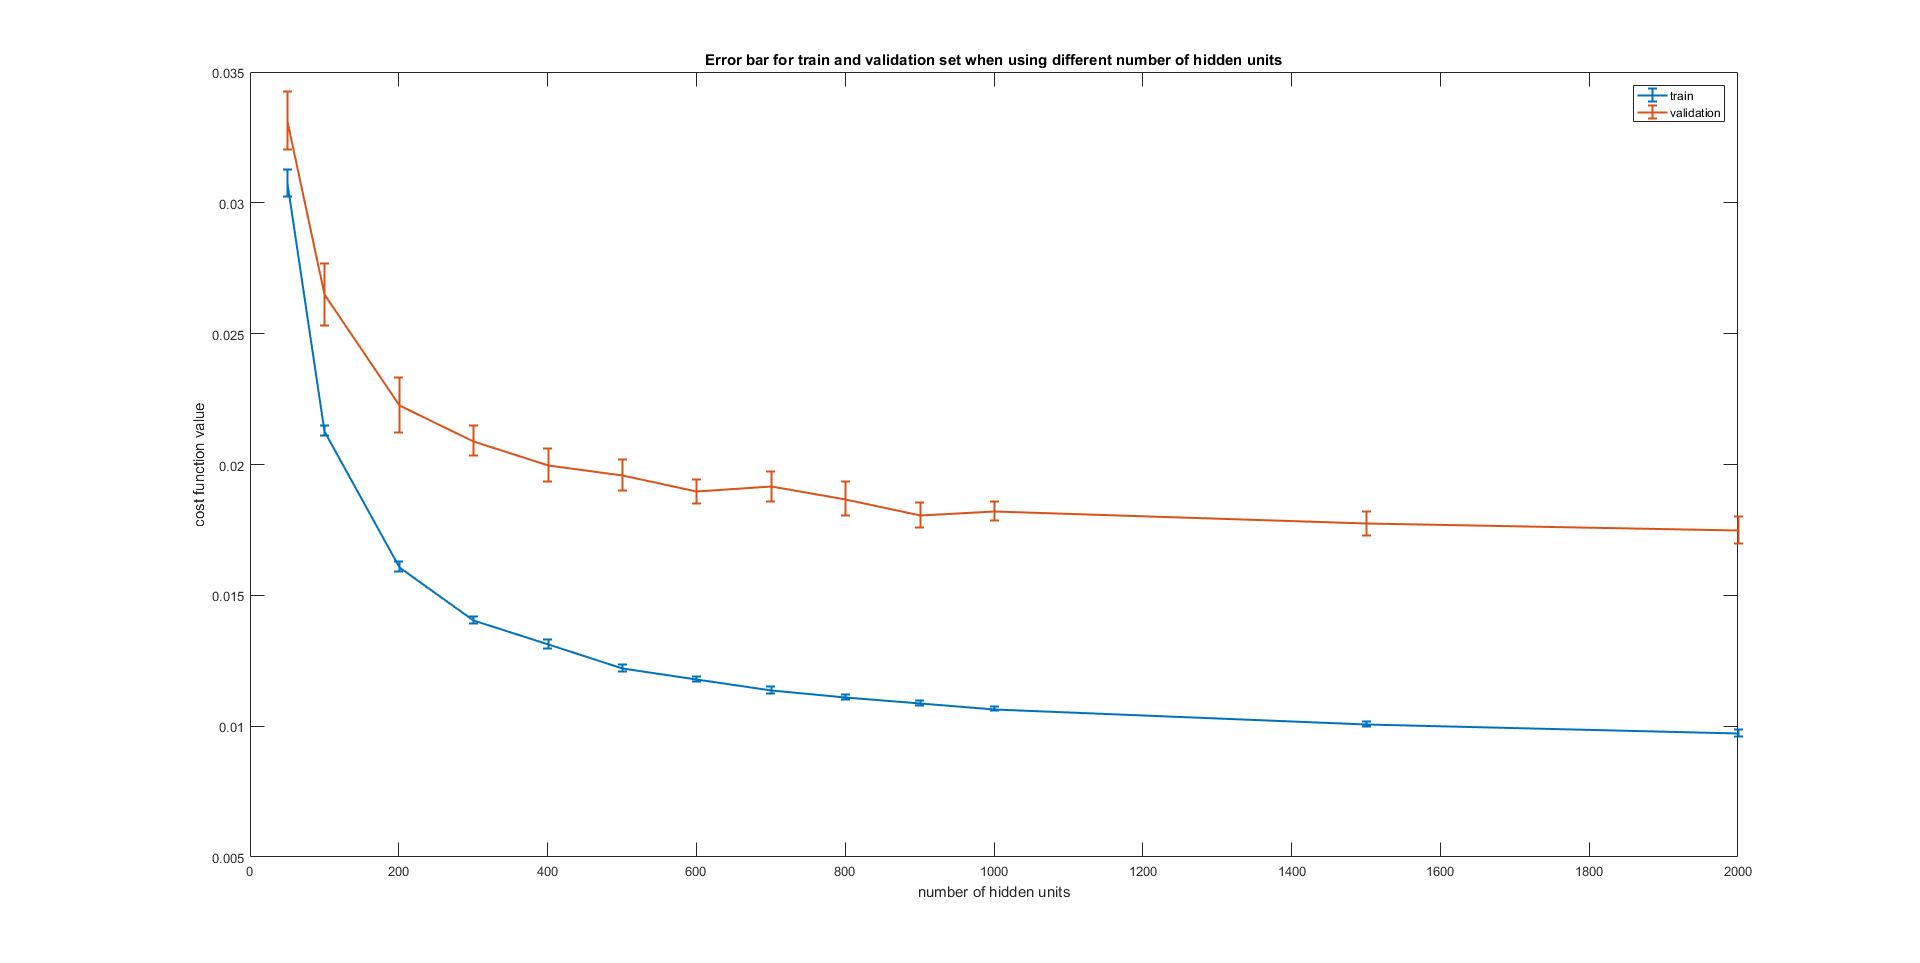 Error bar for train and validation set when using different number of hidden units
0.035
train
validation
0.03
0.025
cost function value
0.02
0.015
0.01
0.005
0 200 400 600 800 1000 1200 1400 1600 1800 2000
number of hidden units